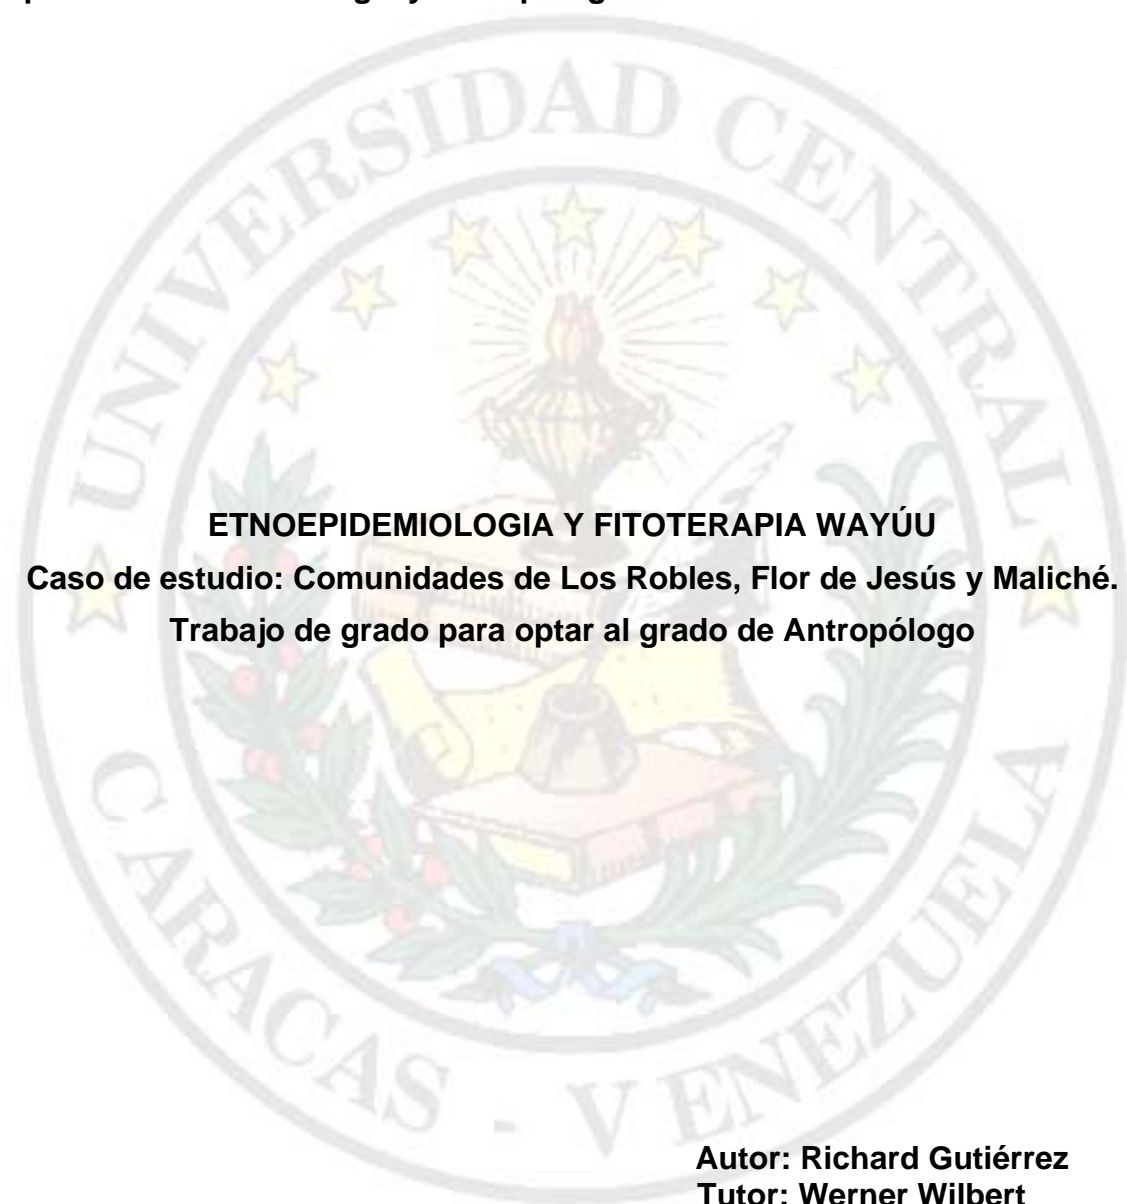 UNIVERSIDAD CENTRAL
ETNOEPIDEMIOLOGIA Y FITOTERAPIA WAYÚU
Caso de estudio: Comunidades de Los Robles, Flor de Jesús y Maliché.
Trabajo de grado para optar al grado de Antropólogo
CARACAS - VENEZUELA
Autor: Richard Gutiérrez
Tutor: Werner Wilbert